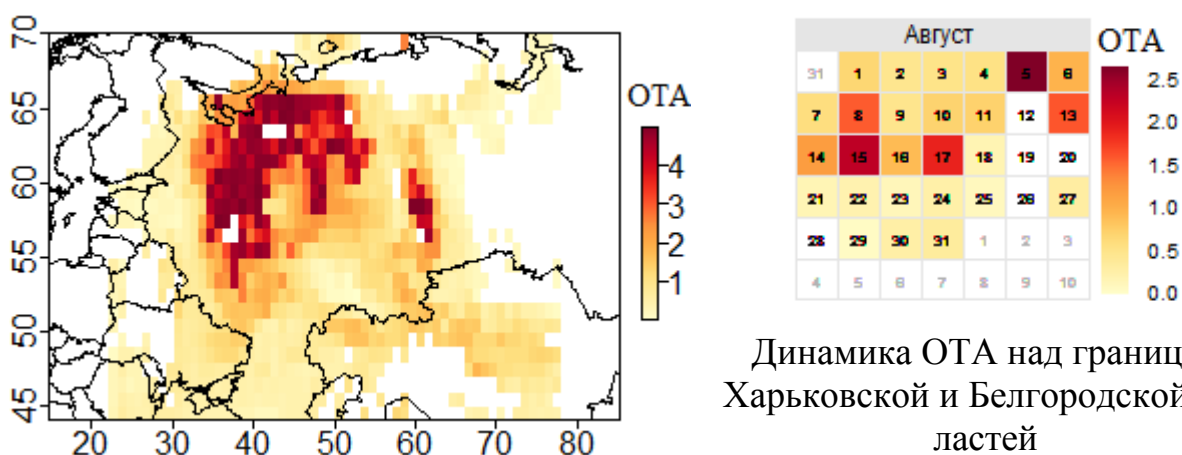 70
65
60
55
50
45
20 30 40 50 60 70 80
ОТА
4
3
2
1
Август
31 1 2 3 4 5 6
7 8 9 10 11 12 13
14 15 16 17 18 19 20
21 22 23 24 25 26 27
28 29 30 31 1 2 3
4 5 6 7 8 9 10
ОТА
2.5
2.0
1.5
1.0
0.5
0.0
Динамика ОТА над границ
Харьковской и Белгородской
ластей